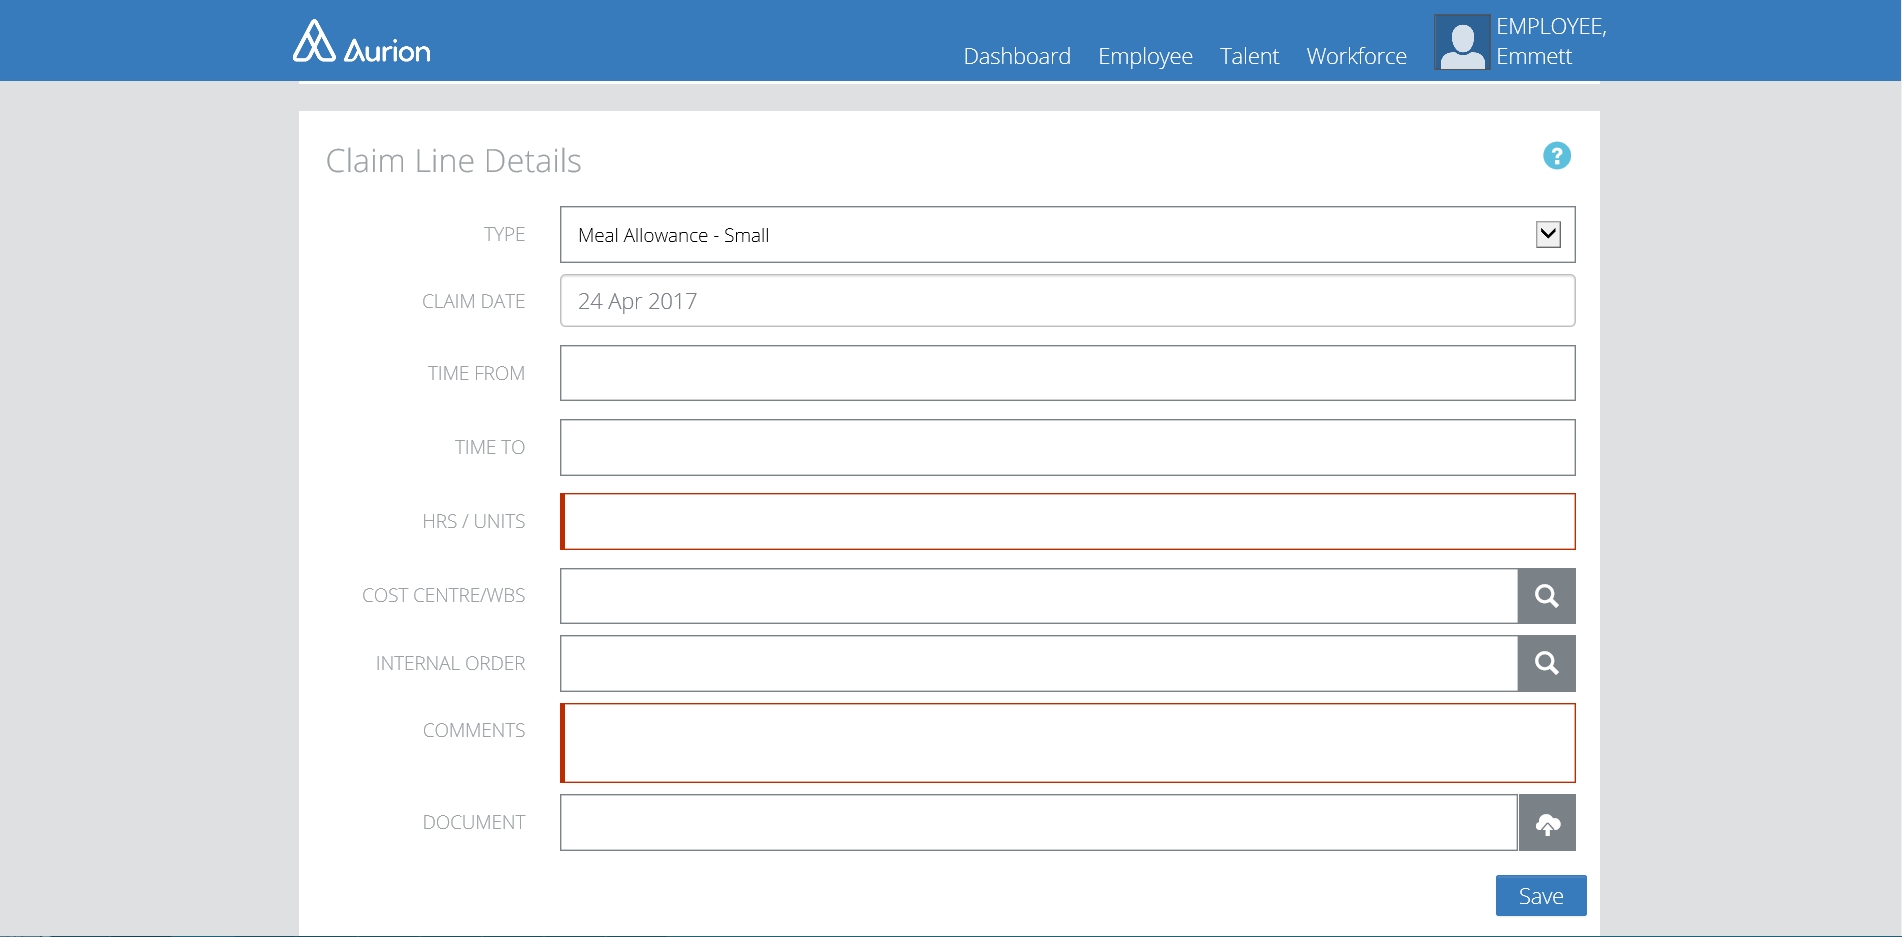 Aurion
Dashboard Employee Talent Workforce
EMPLOYEE,
Emmett
Claim Line Details
?
TYPE Meal Allowance - Small
CLAIM DATE 24 Apr 2017
TIME FROM
TIME TO
HRS / UNITS
COST CENTRE/WBS
INTERNAL ORDER
COMMENTS
DOCUMENT
Save